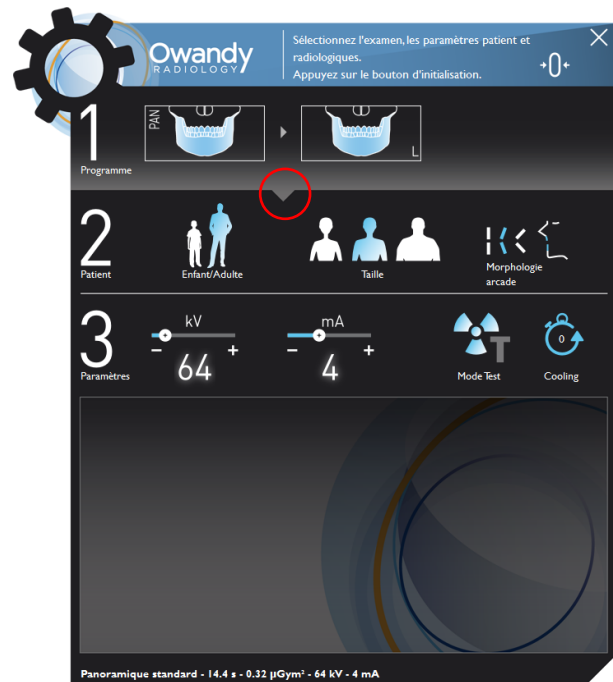 Owandy
RADIOLOGY
Sélectionnez l'examen, les paramètres patient et
radiologiques.
Appuyez sur le bouton d'initialisation.
0
1
PAN
L
Programme
2
Patient
Enfant/Adulte
Taille
Morphologie
arcade
3
Paramètres
kV
- +
64
mA
- +
4
T
Mode Test
0
Cooling
Panoramique standard - 14.4 s - 0.32 µGym² - 64 kV - 4 mA